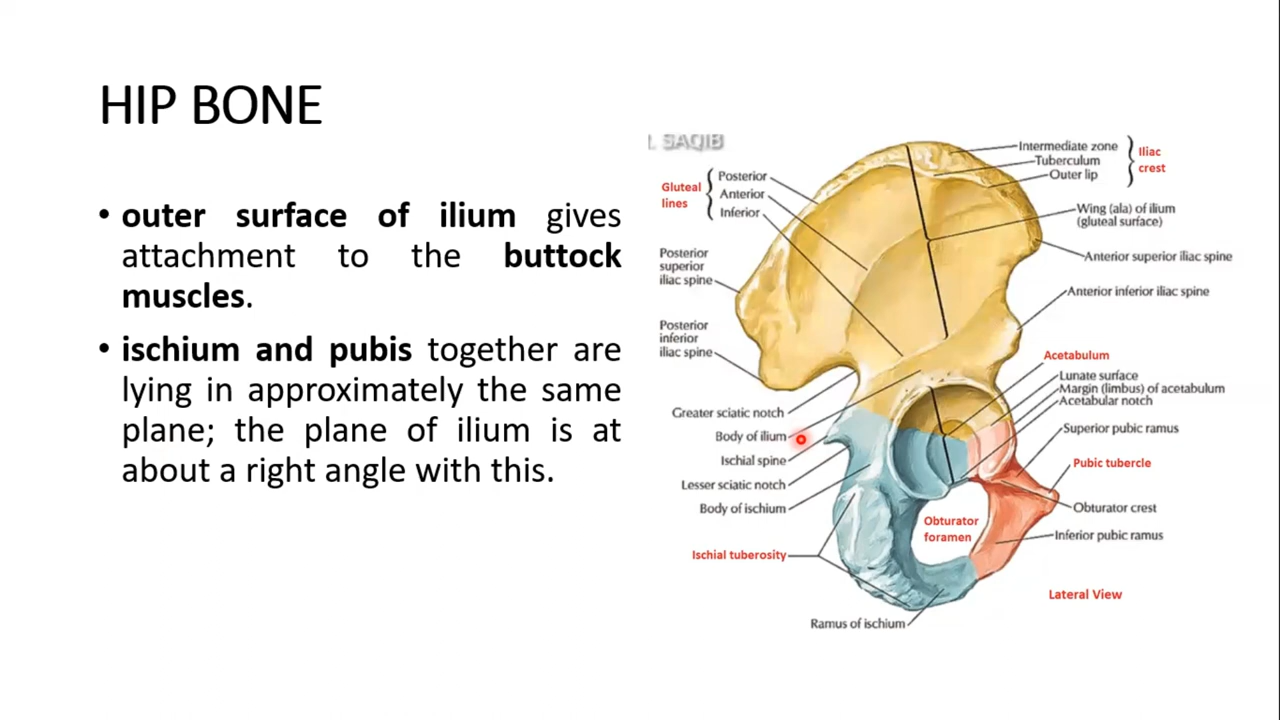 HIP BONE
• outer surface of ilium gives
attachment to the buttock
muscles.
• ischium and pubis together are
lying in approximately the same
plane; the plane of ilium is at
about a right angle with this.
. SAQIB
Gluteal
lines
Posterior
Anterior
Inferior
Posterior
superior
iliac spine
Posterior
inferior
iliac spine
Greater sciatic notch
Body of ilium
Ischial spine
Lesser sciatic notch
Body of ischium
Ischial tuberosity
Ramus of ischium
Intermediate zone
Tuberculum
Outer lip
Iliac
crest
Wing (ala) of ilium
(gluteal surface)
Anterior superior iliac spine
Anterior inferior iliac spine
Acetabulum
Lunate surface
Margin (limbus) of acetabulum
Acetabular notch
Superior pubic ramus
Pubic tubercle
Obturator crest
Inferior pubic ramus
Obturator
foramen
Lateral View